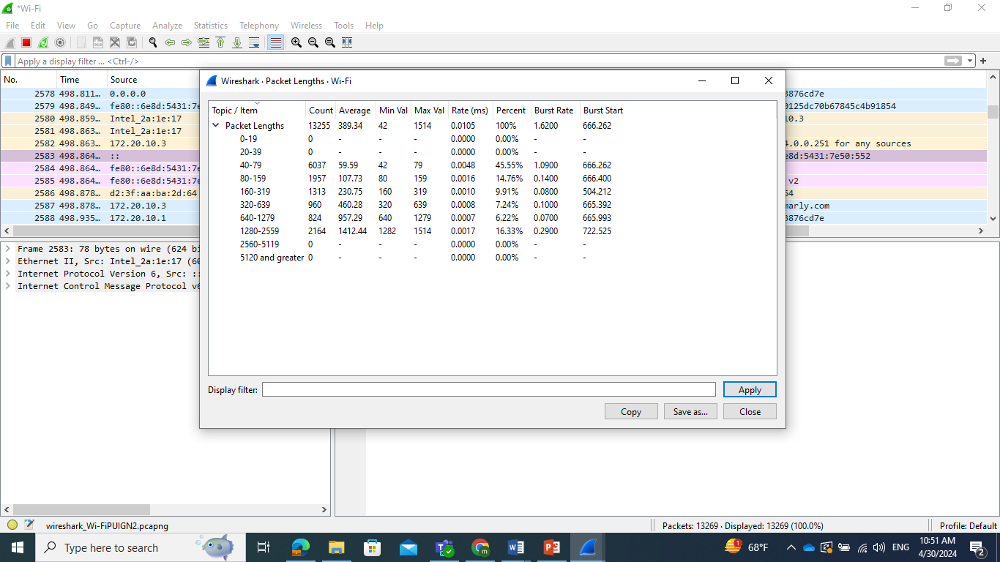 *Wi-Fi
File Edit View Go Capture Analyze Statistics Telephony Wireless Tools Help
Apply a display filter ... <Ctrl-/>
No. Time Source
2578 498.811… 0.0.0.0 3876cd7e
2579 498.849… fe80::6e8d:5431:7e 0125dc70b67845c4b91854
2580 498.859… Intel_2a:1e:17 10.3
2581 498.863… Intel_2a:1e:17
2582 498.863… 172.20.10.3 4.0.0.251 for any sources
2583 498.864… :: e8d:5431:7e50:552
2584 498.864… fe80::6e8d:5431:7e
2585 498.864… fe80::6e8d:5431:7e v2
2586 498.878… d2:3f:aa:ba:2d:64 64
2587 498.878… 172.20.10.3 marly.com
2588 498.935… 172.20.10.1 3876cd7e
Wireshark · Packet Lengths · Wi-Fi
Topic / Item Count Average Min Val Max Val Rate (ms) Percent Burst Rate Burst Start
Packet Lengths 13255 389.34 42 1514 0.0105 100% 1.6200 666.262
0-19 0 - - - 0.0000 0.00% - -
20-39 0 - - - 0.0000 0.00% - -
40-79 6037 59.59 42 79 0.0048 45.55% 1.0900 666.262
80-159 1957 107.73 80 159 0.0016 14.76% 0.1400 666.400
160-319 1313 230.75 160 319 0.0010 9.91% 0.0800 504.212
320-639 960 460.28 320 639 0.0008 7.24% 0.1000 665.392
640-1279 824 957.29 640 1279 0.0007 6.22% 0.0700 665.993
1280-2559 2164 1412.44 1282 1514 0.0017 16.33% 0.2900 722.525
2560-5119 0 - - - 0.0000 0.00% - -
5120 and greater 0 - - - 0.0000 0.00% - -
Display filter: Apply
Copy Save as... Close
Frame 2583: 78 bytes on wire (624 bi
Ethernet II, Src: Intel_2a:1e:17 (60
Internet Protocol Version 6, Src: ::
Internet Control Message Protocol v6
wireshark_Wi-FiPUIGN2.pcapng Packets: 13269 · Displayed: 13269 (100.0%) Profile: Default
Type here to search 1 68°F ENG 10:51 AM
4/30/2024 2